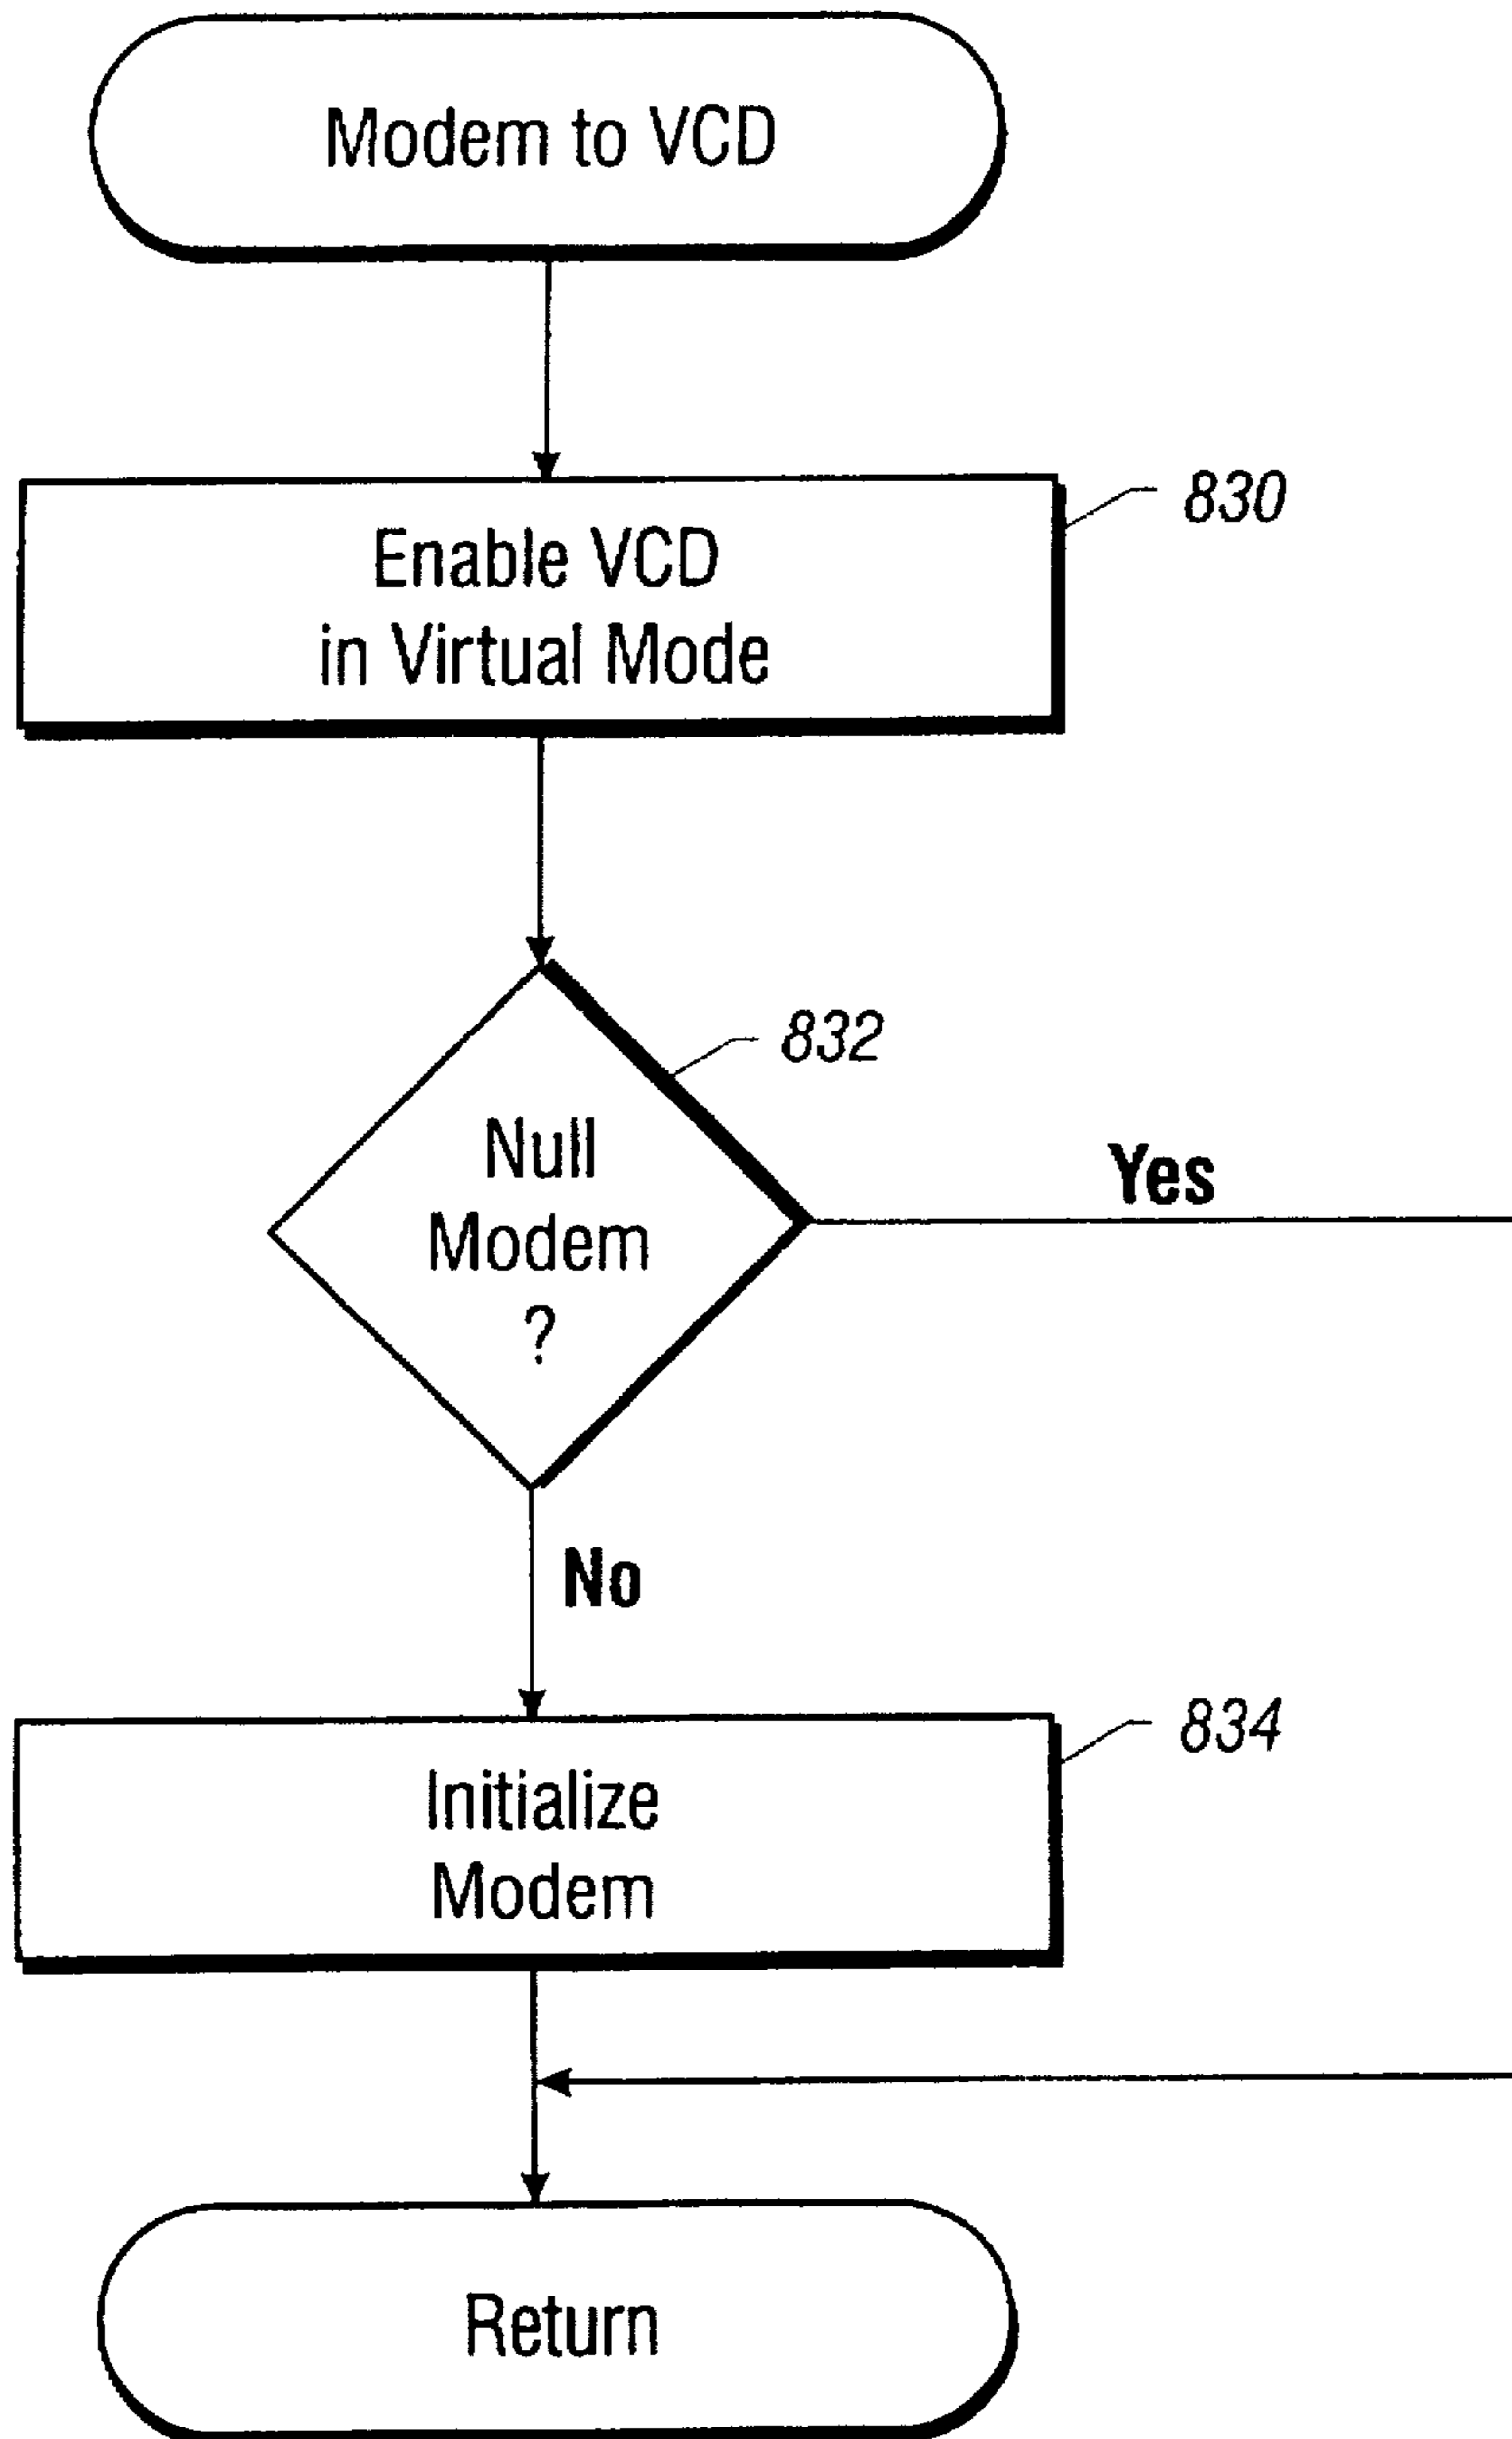 Modem to VCD
Enable VCD
in Virtual Mode
830
832
Null
Modem
?
Yes
No
Initialize
Modem
834
Return